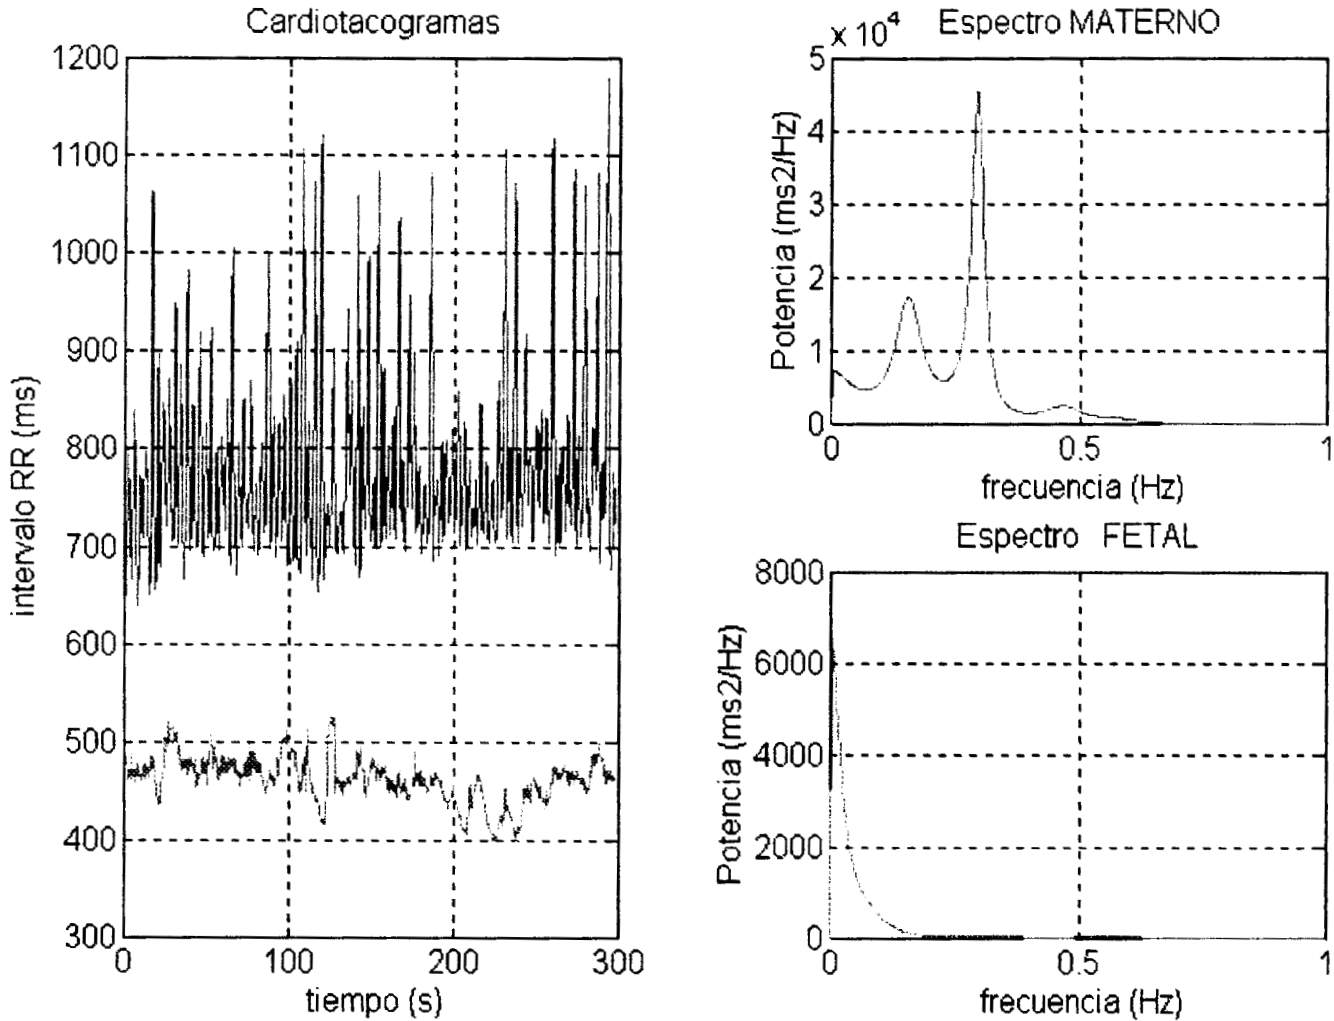 Cardiotacogramas
1200
1100
1000
900
800
700
600
500
400
300
0 100 200 300
intervalo RR (ms)
tiempo (s)
x 10⁴ Espectro MATERNO
5
4
3
2
1
0
0 0.5 1
Potencia (ms2/Hz)
frecuencia (Hz)
Espectro FETAL
8000
6000
4000
2000
0
0 0.5 1
Potencia (ms2/Hz)
frecuencia (Hz)